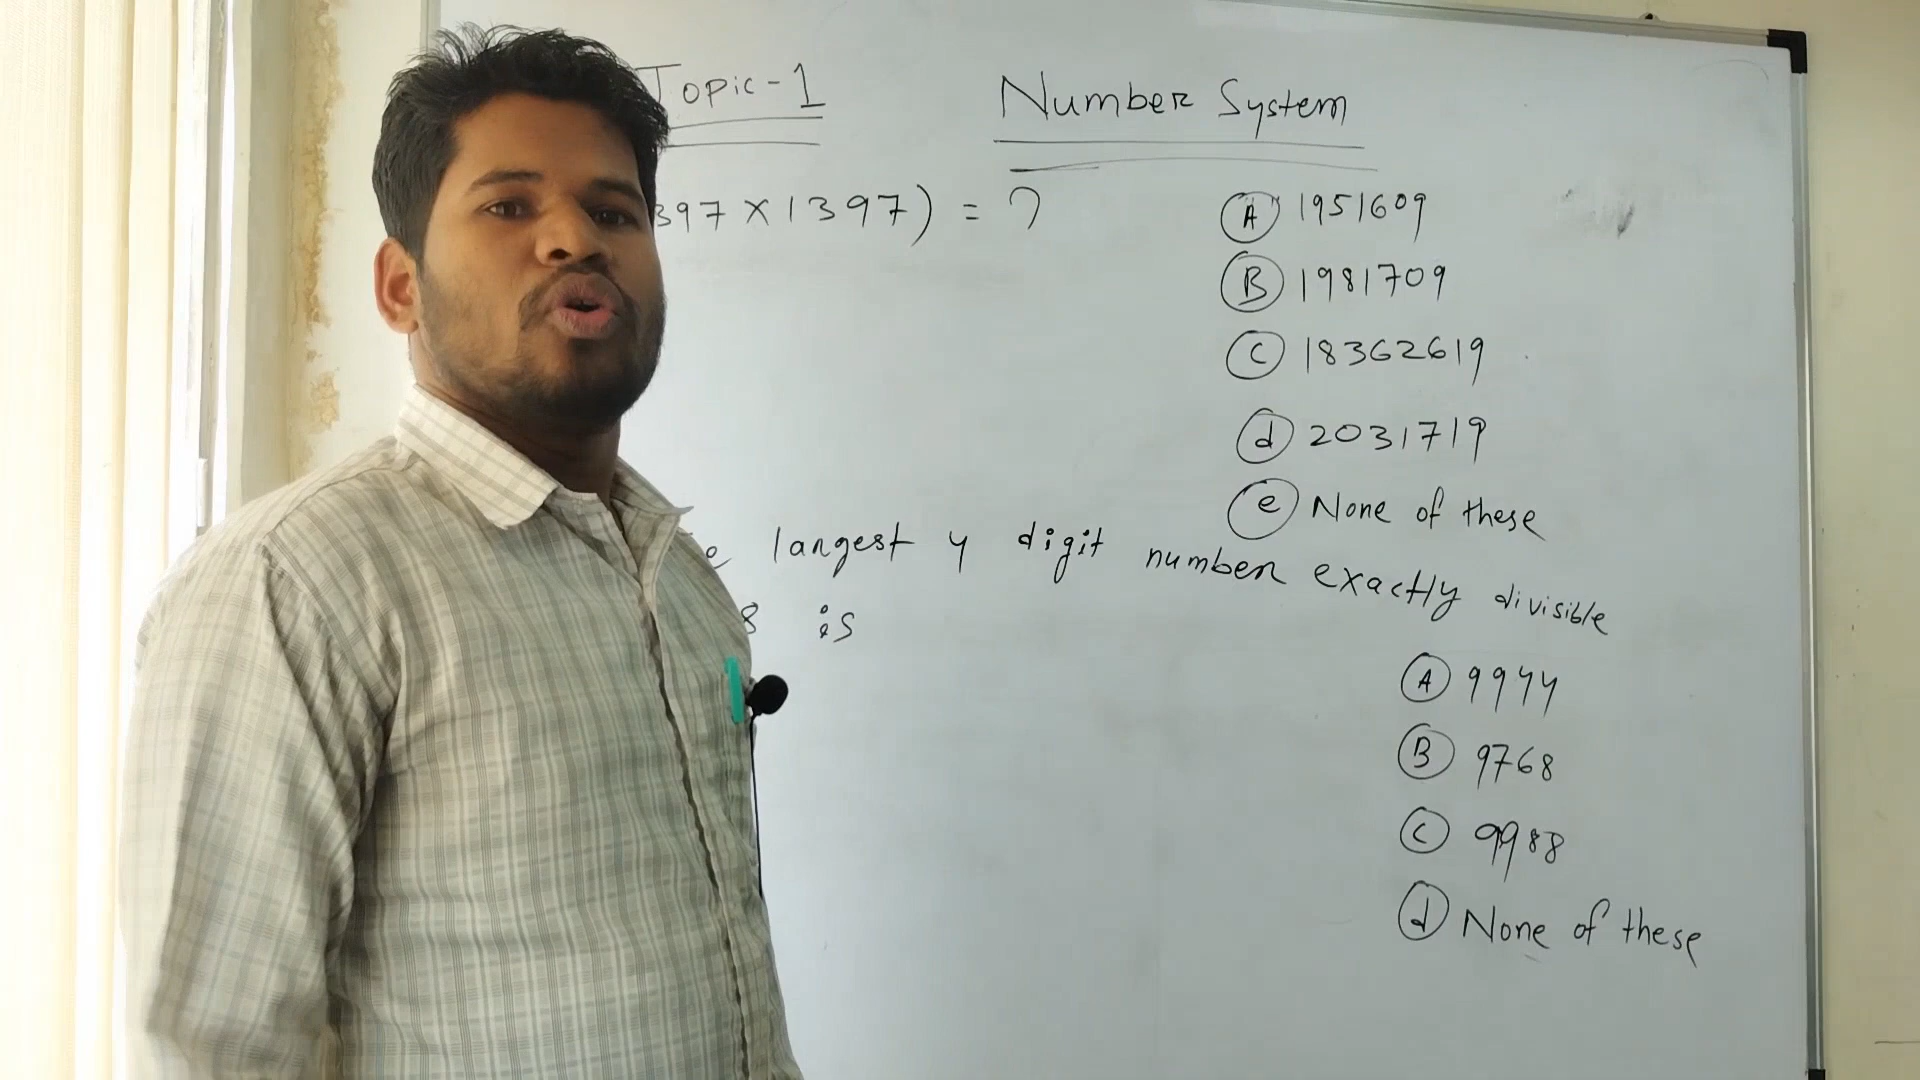 Topic-1 Number System
397 × 1397) = ?
A 1951609
B 1981709
C 18362619
d 2031719
e None of these
largest 4 digit number exactly divisible
8 is
A 9944
B 9768
C 9988
d None of these